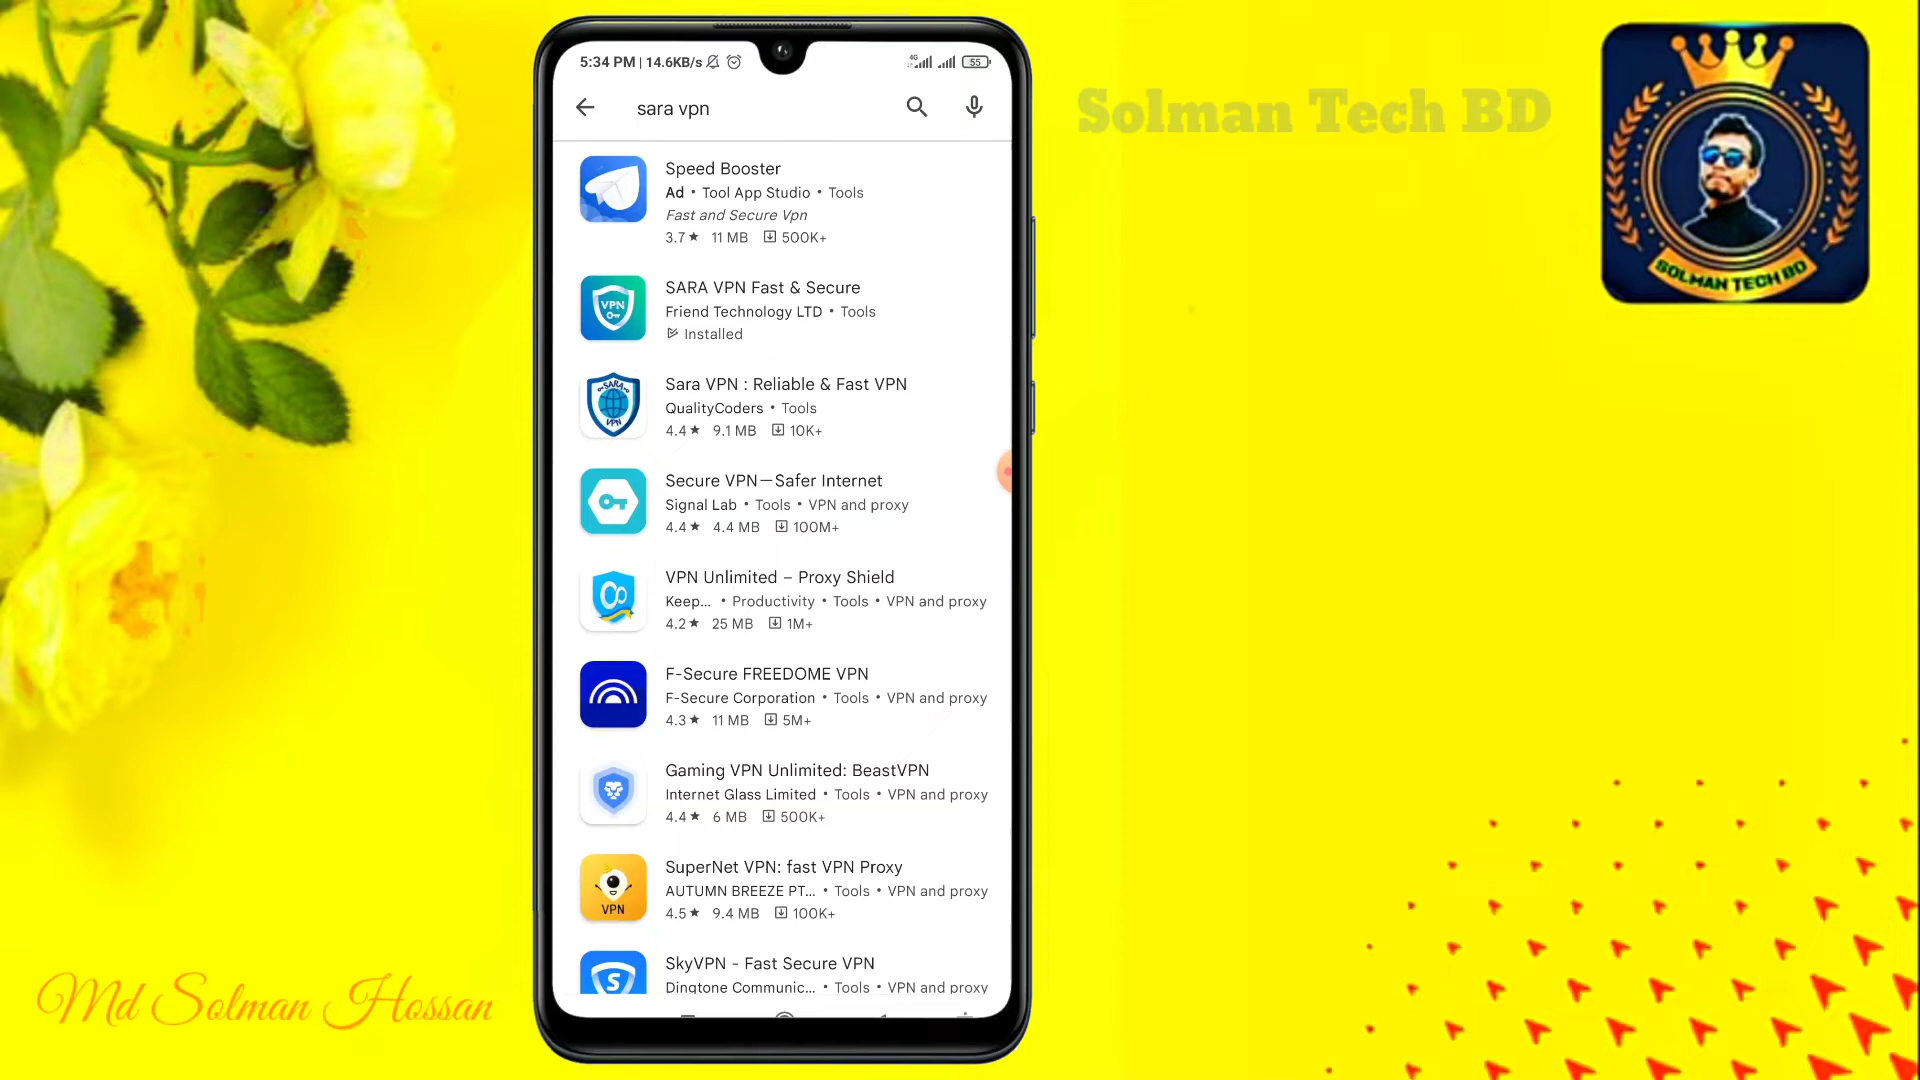 5:34 PM | 14.6KB/s 4G 55
sara vpn
Speed Booster
Ad • Tool App Studio • Tools
Fast and Secure Vpn
3.7★ 11 MB 500K+
SARA VPN Fast & Secure
Friend Technology LTD • Tools
Installed
VPN
Sara VPN : Reliable & Fast VPN
QualityCoders • Tools
4.4★ 9.1 MB 10K+
SARA
VPN
Secure VPN—Safer Internet
Signal Lab • Tools • VPN and proxy
4.4★ 4.4 MB 100M+
VPN Unlimited – Proxy Shield
Keep... • Productivity • Tools • VPN and proxy
4.2★ 25 MB 1M+
F-Secure FREEDOME VPN
F-Secure Corporation • Tools • VPN and proxy
4.3★ 11 MB 5M+
Gaming VPN Unlimited: BeastVPN
Internet Glass Limited • Tools • VPN and proxy
4.4★ 6 MB 500K+
SuperNet VPN: fast VPN Proxy
AUTUMN BREEZE PT... • Tools • VPN and proxy
4.5★ 9.4 MB 100K+
VPN
SkyVPN - Fast Secure VPN
Dingtone Communic... • Tools • VPN and proxy
S
Solman Tech BD
SOLMAN TECH BD
Md Solman Hossan